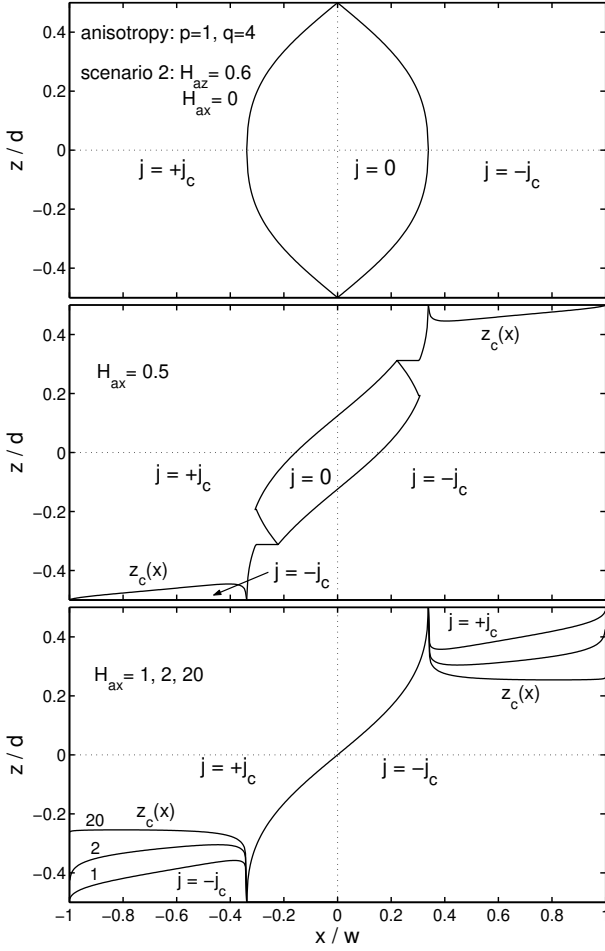 anisotropy: p=1, q=4
scenario 2: H_az = 0.6
H_ax = 0
0.4
0.2
0
−0.2
−0.4
z / d
j = +j_c
j = 0
j = −j_c
H_ax = 0.5
z_c(x)
0.4
0.2
0
−0.2
−0.4
z / d
j = +j_c
j = 0
j = −j_c
z_c(x)
j = −j_c
H_ax = 1, 2, 20
j = +j_c
z_c(x)
0.4
0.2
0
−0.2
−0.4
z / d
j = +j_c
j = −j_c
20
z_c(x)
2
1
j = −j_c
−1 −0.8 −0.6 −0.4 −0.2 0 0.2 0.4 0.6 0.8 1
x / w